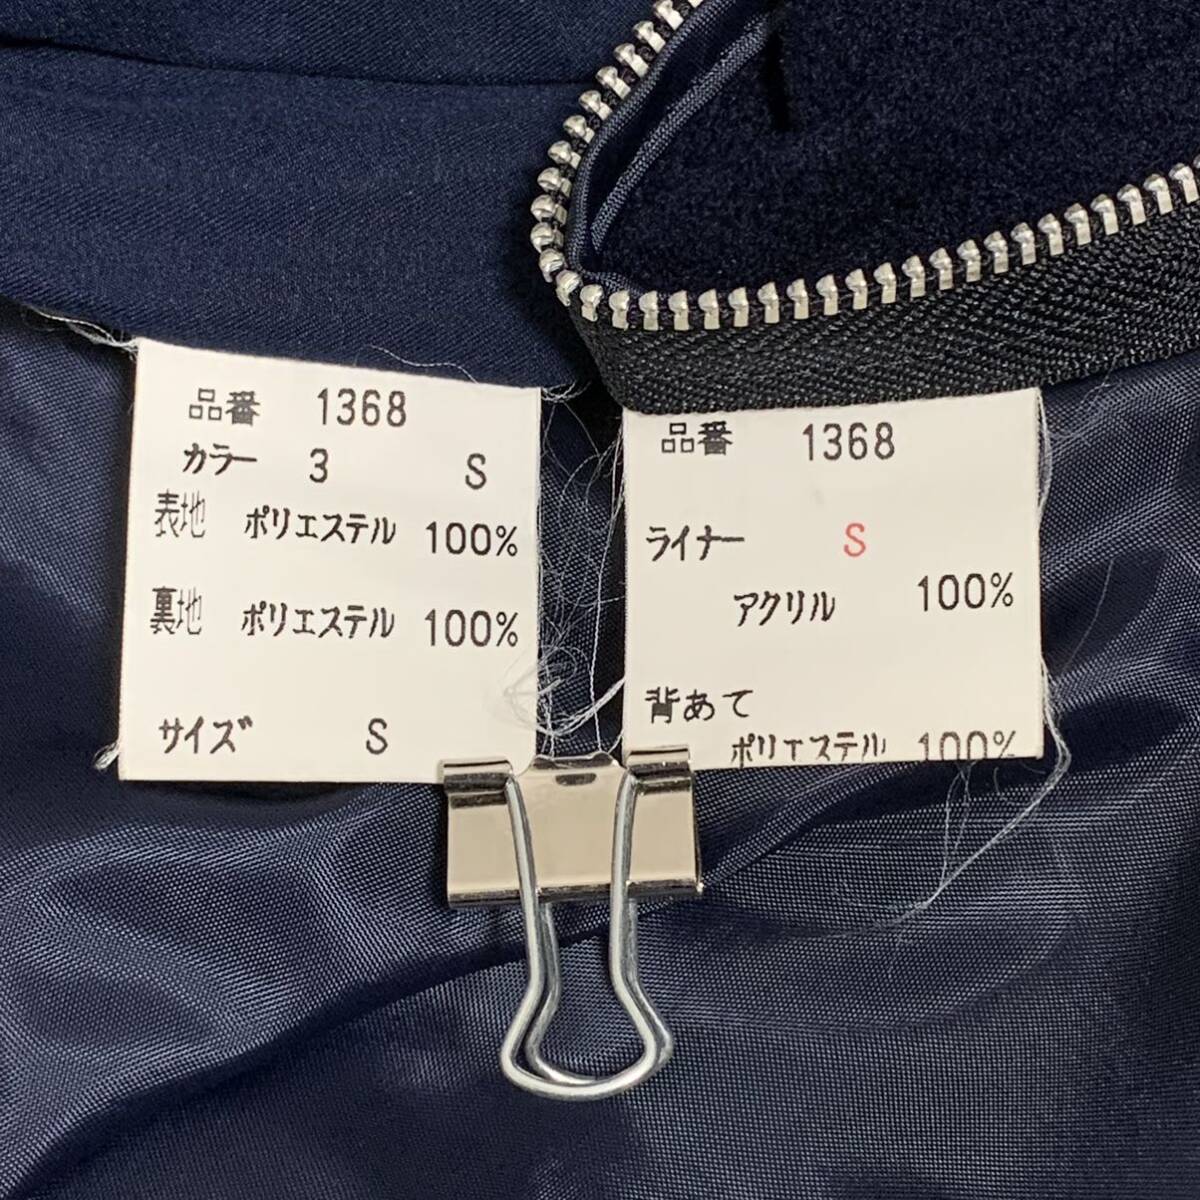 品番 1368
カラー 3 S
表地 ポリエステル 100%
裏地 ポリエステル 100%
サイズ S
品番 1368
ライナー S
アクリル 100%
背あて
ポリエステル 100%